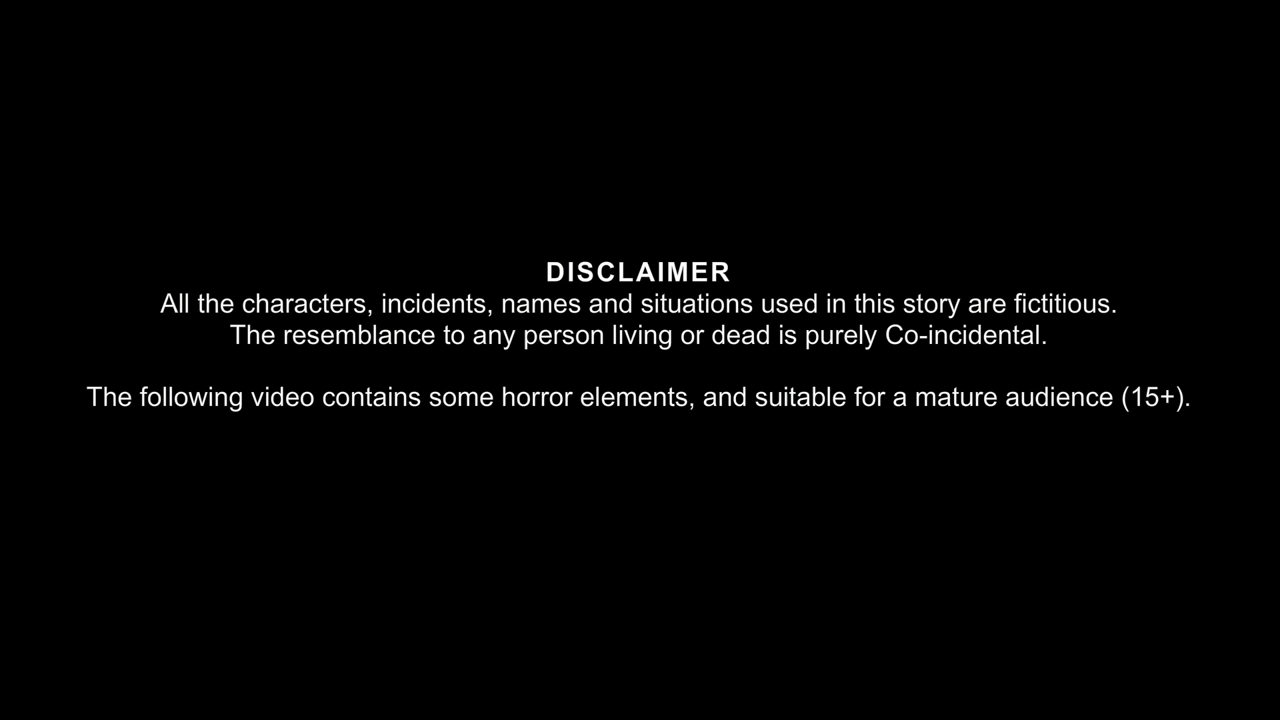 DISCLAIMER
All the characters, incidents, names and situations used in this story are fictitious.
The resemblance to any person living or dead is purely Co-incidental.
The following video contains some horror elements, and suitable for a mature audience (15+).